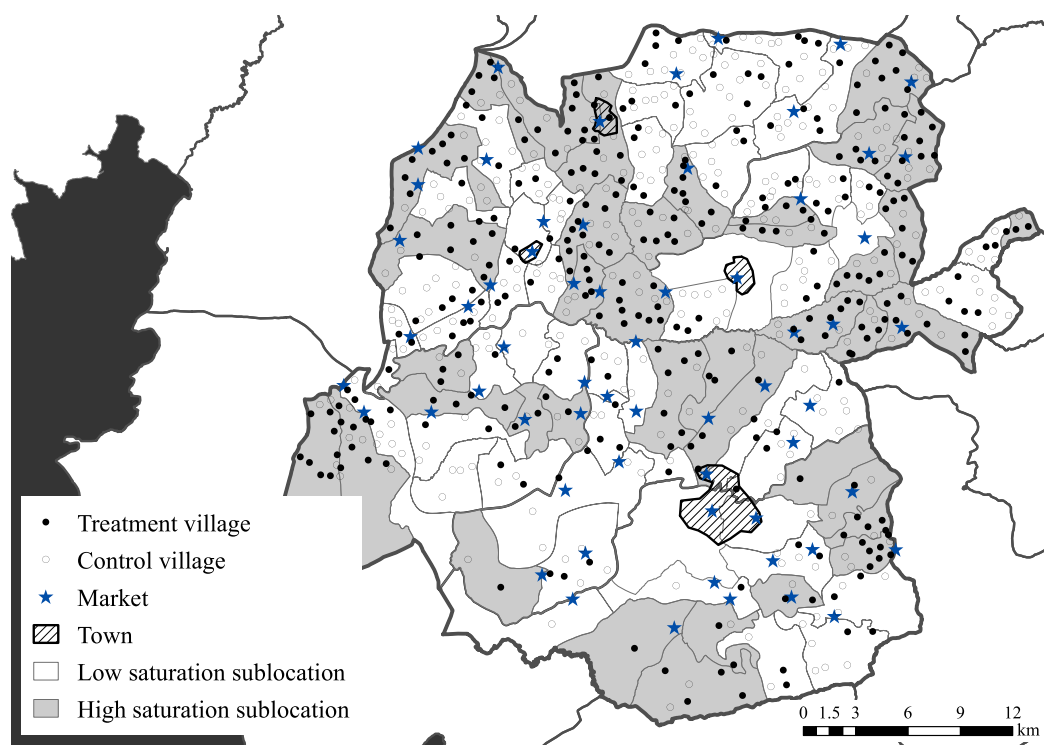 Treatment village
Control village
Market
Town
Low saturation sublocation
High saturation sublocation
0 1.5 3 6 9 12
km